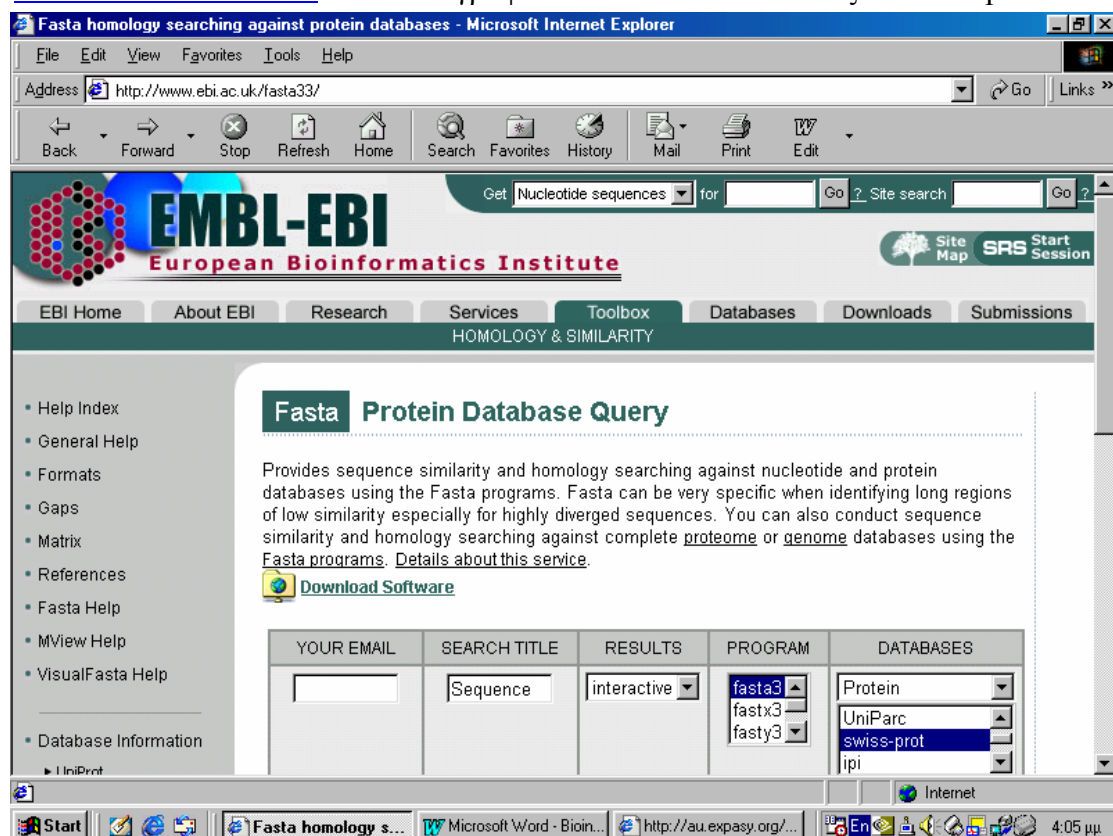 Fasta homology searching against protein databases - Microsoft Internet Explorer
File Edit View Favorites Tools Help
Address http://www.ebi.ac.uk/fasta33/ Go Links »
Back Forward Stop Refresh Home Search Favorites History Mail Print Edit
Get Nucleotide sequences for Go ? Site search Go ?
EMBL-EBI
European Bioinformatics Institute
Site Map SRS Start Session
EBI Home About EBI Research Services Toolbox Databases Downloads Submissions
HOMOLOGY & SIMILARITY
• Help Index
• General Help
• Formats
• Gaps
• Matrix
• References
• Fasta Help
• MView Help
• VisualFasta Help
• Database Information
► UniProt
Fasta Protein Database Query
Provides sequence similarity and homology searching against nucleotide and protein
databases using the Fasta programs. Fasta can be very specific when identifying long regions
of low similarity especially for highly diverged sequences. You can also conduct sequence
similarity and homology searching against complete proteome or genome databases using the
Fasta programs. Details about this service.
Download Software
YOUR EMAIL SEARCH TITLE RESULTS PROGRAM DATABASES
Sequence interactive fasta3 Protein
fastx3 UniParc
fasty3 swiss-prot
ipi
Internet
Start Fasta homology s... Microsoft Word - Bioin... http://au.expasy.org/... En 4:05 μμ